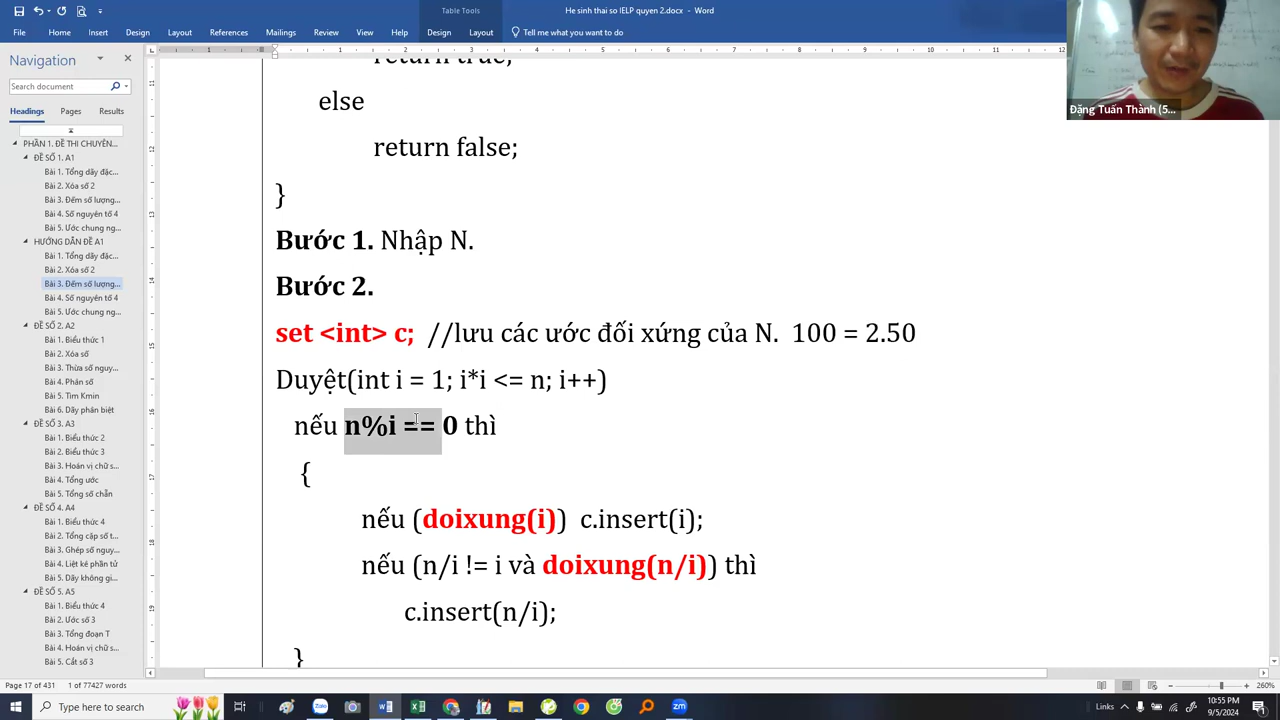 Table Tools
He sinh thai so IELP quyen 2.docx - Word
File
Home
Insert
Draw
Design
Layout
References
Mailings
Review
View
Help
Design
Layout
Tell me what you want to do
Navigation
Search document
Headings
Pages
Results
PHẦN 1. ĐỀ THI CHUYÊN...
ĐỀ SỐ 1. A1
Bài 1. Tổng dãy đặc...
Bài 2. Xóa số 2
Bài 3. Đếm số lượng...
Bài 4. Số nguyên tố 4
Bài 5. Ước chung ng...
HƯỚNG DẪN ĐỀ A1
Bài 1. Tổng dãy đặc...
Bài 2. Xóa số 2
Bài 3. Đếm số lượng...
Bài 4. Số nguyên tố 4
Bài 5. Ước chung ng...
ĐỀ SỐ 2. A2
Bài 1. Biểu thức 1
Bài 2. Xóa số
Bài 3. Thừa số nguy...
Bài 4. Phân số
Bài 5. Tìm Kmin
Bài 6. Dãy phân biệt
ĐỀ SỐ 3. A3
Bài 1. Biểu thức 2
Bài 2. Biểu thức 3
Bài 3. Hoán vị chữ s...
Bài 4. Tổng ước
Bài 5. Tổng số chẵn
ĐỀ SỐ 4. A4
Bài 1. Biểu thức 4
Bài 2. Tổng cặp số t...
Bài 3. Ghép số nguy...
Bài 4. Liệt kê phân tử
Bài 5. Dãy không gi...
ĐỀ SỐ 5. A5
Bài 1. Biểu thức 4
Bài 2. Ước số 3
Bài 3. Tổng đoạn T
Bài 4. Hoán vị chữ s...
Bài 5. Cắt số 3
return true;
else
return false;
}
Bước 1. Nhập N.
Bước 2.
set <int> c; //lưu các ước đối xứng của N. 100 = 2.50
Duyệt(int i = 1; i*i <= n; i++)
nếu n%i == 0 thì
{
nếu (doixung(i)) c.insert(i);
nếu (n/i != i và doixung(n/i)) thì
c.insert(n/i);
}
Đặng Tuấn Thành (5...
Page 17 of 431
1 of 77427 words
260%
Type here to search
10:55 PM
9/5/2024